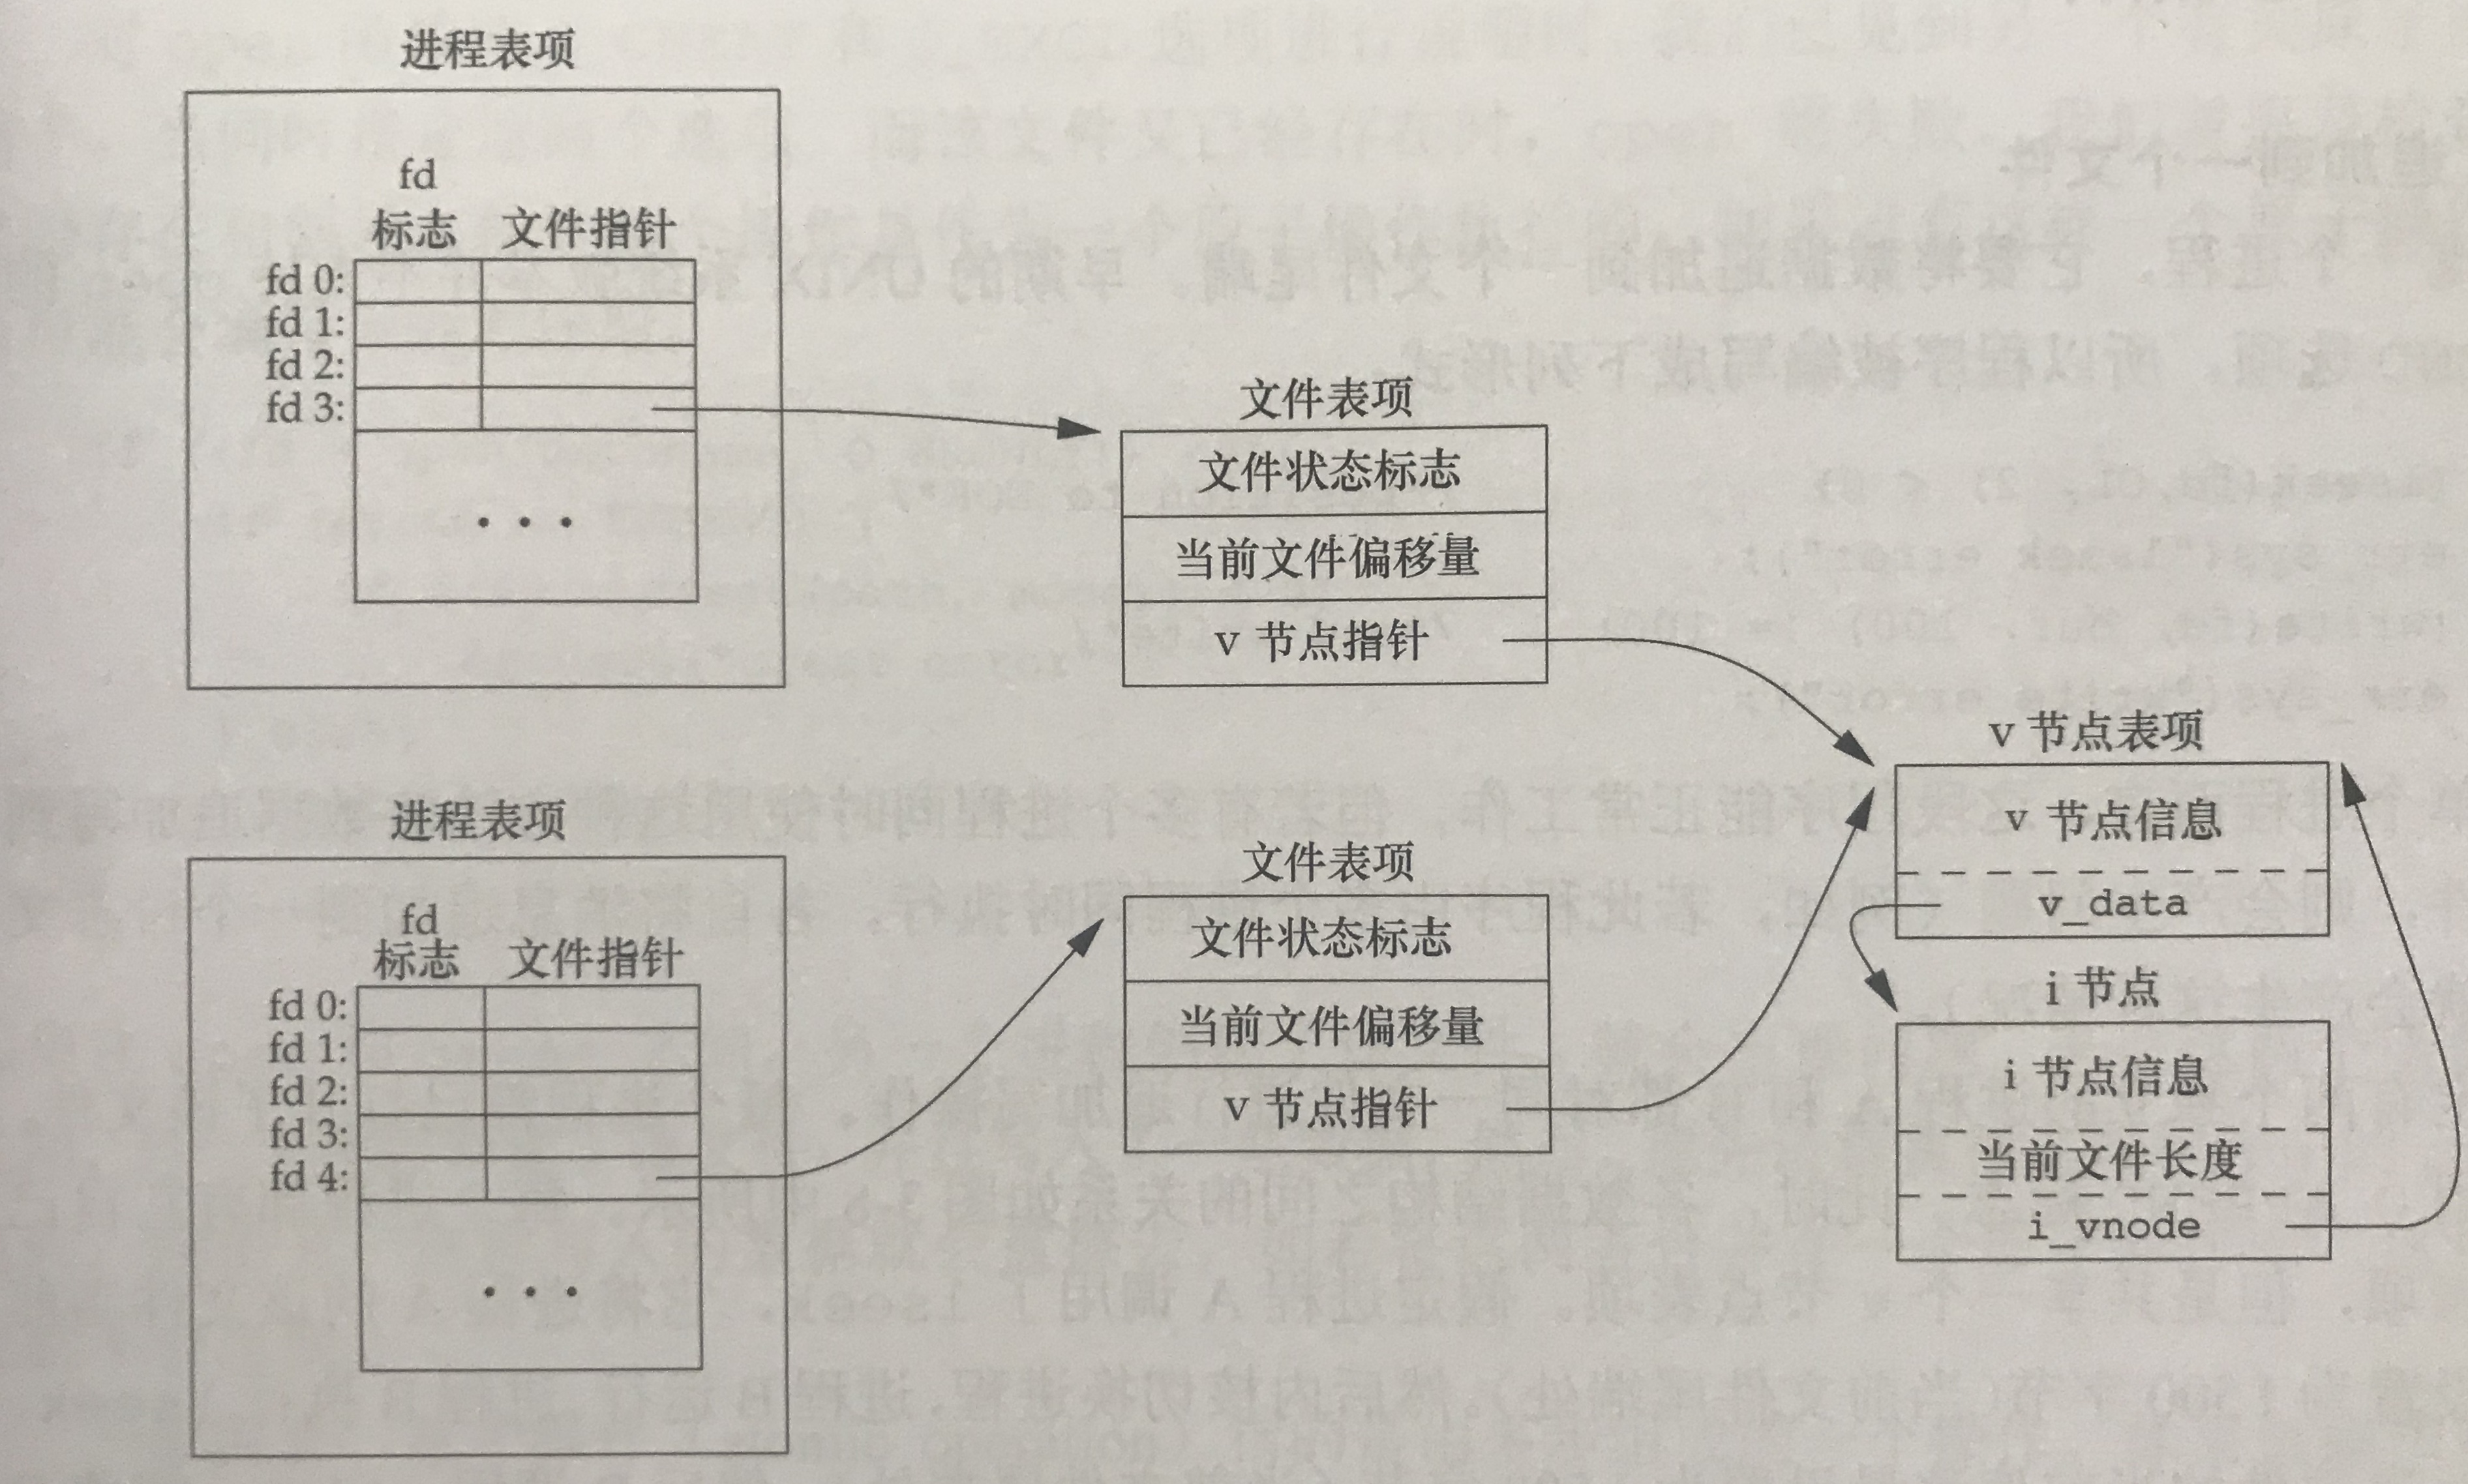 进程表项
fd
标志 文件指针
fd 0:
fd 1:
fd 2:
fd 3:
• • •
文件表项
文件状态标志
当前文件偏移量
v 节点指针
进程表项
fd
标志 文件指针
fd 0:
fd 1:
fd 2:
fd 3:
fd 4:
• • •
文件表项
文件状态标志
当前文件偏移量
v 节点指针
v 节点表项
v 节点信息
v_data
i 节点
i 节点信息
当前文件长度
i_vnode